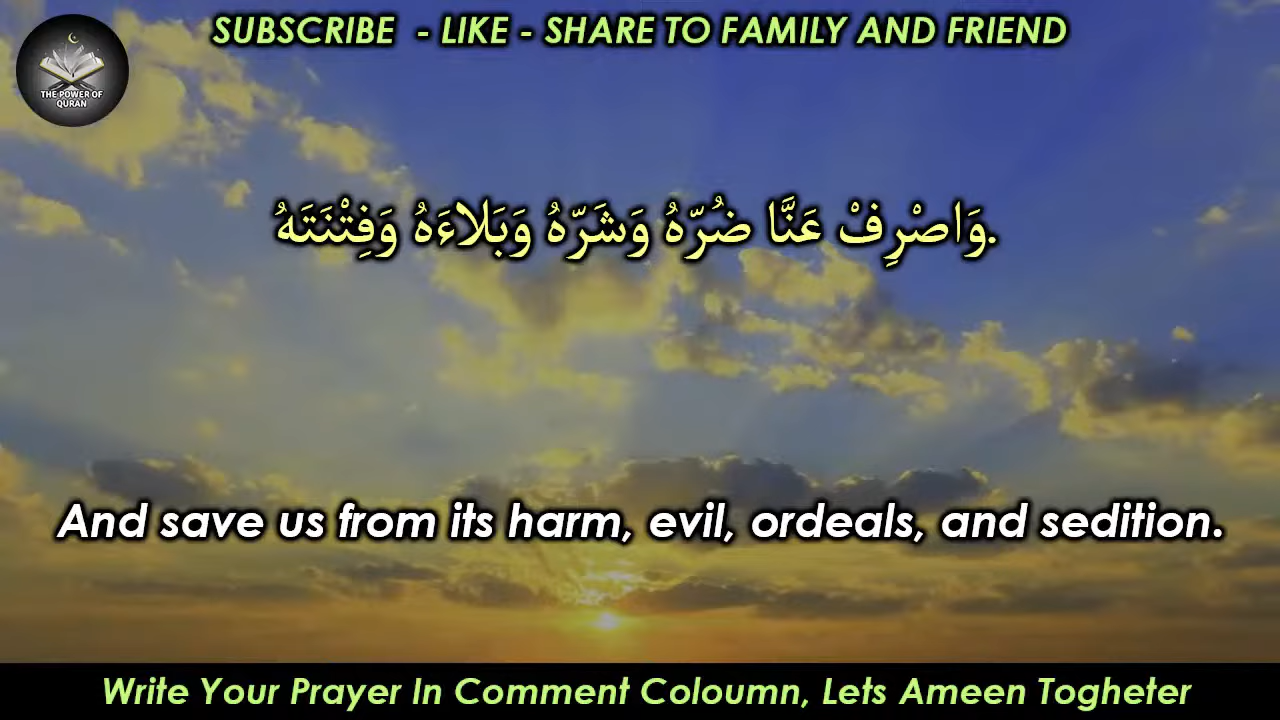 SUBSCRIBE - LIKE - SHARE TO FAMILY AND FRIEND
THE POWER OF
QURAN
وَاصْرِفْ عَنَّا ضُرَّهُ وَشَرَّهُ وَبَلاءَهُ وَفِتْنَتَهُ.
And save us from its harm, evil, ordeals, and sedition.
Write Your Prayer In Comment Coloumn, Lets Ameen Togheter